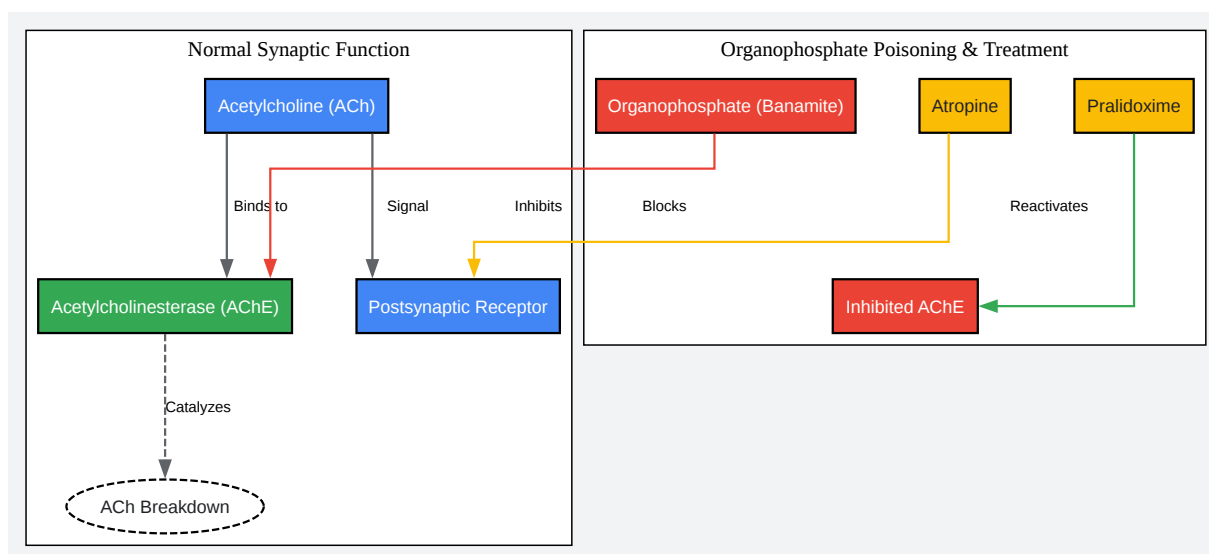 Normal Synaptic Function
Organophosphate Poisoning & Treatment
Acetylcholine (ACh)
Organophosphate (Banamite)
Atropine
Pralidoxime
Binds to
Signal
Inhibits
Blocks
Reactivates
Acetylcholinesterase (AChE)
Postsynaptic Receptor
Inhibited AChE
Catalyzes
ACh Breakdown